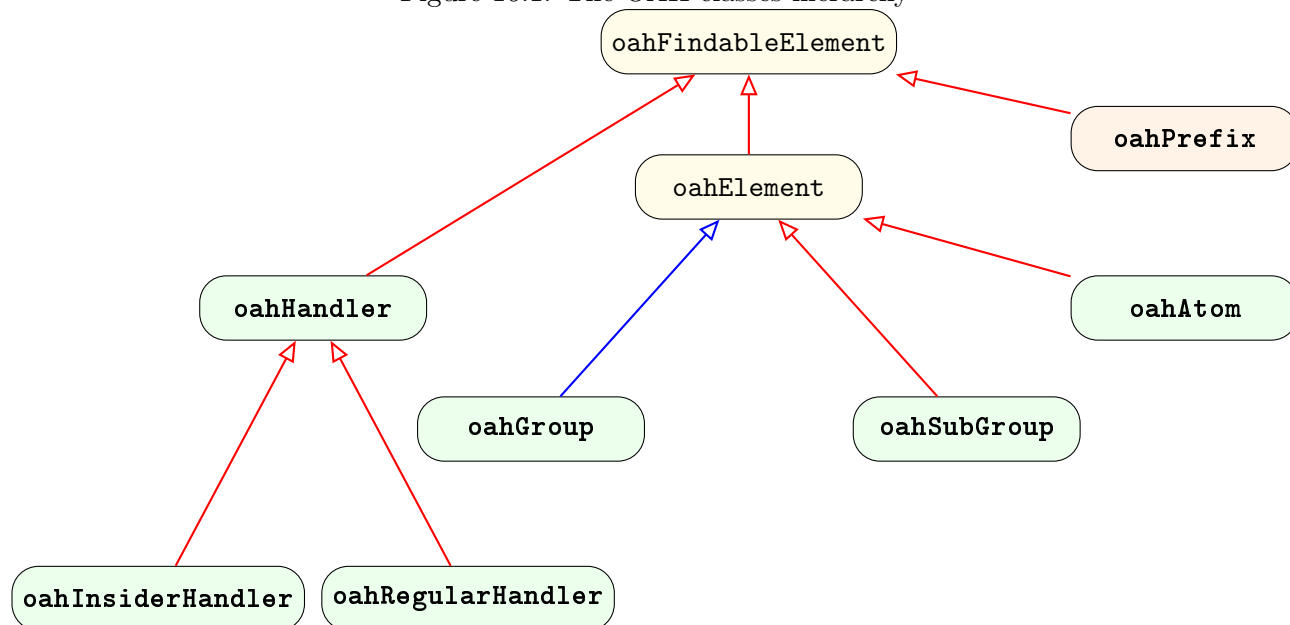 oahFindableElement
oahPrefix
oahElement
oahHandler
oahAtom
oahGroup
oahSubGroup
oahInsiderHandler
oahRegularHandler